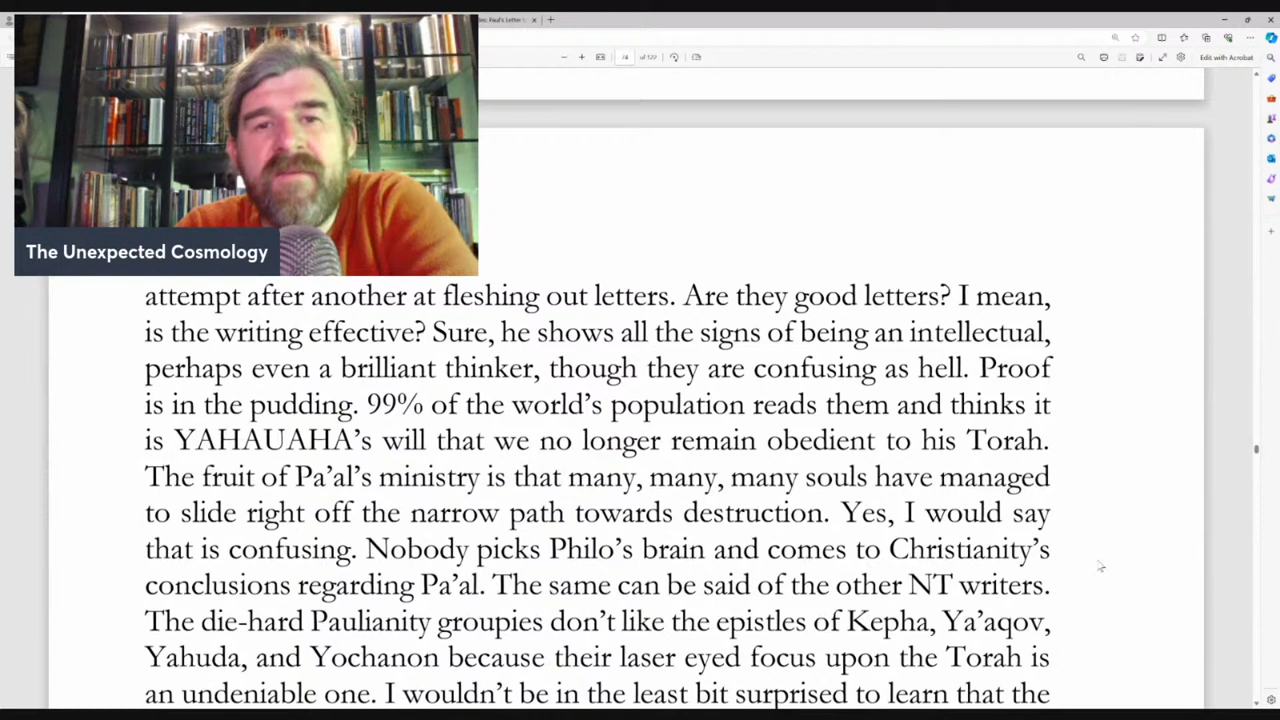 Paul's Letter
of 122
Edit with Acrobat
The Unexpected Cosmology
attempt after another at fleshing out letters. Are they good letters? I mean,
is the writing effective? Sure, he shows all the signs of being an intellectual,
perhaps even a brilliant thinker, though they are confusing as hell. Proof
is in the pudding. 99% of the world's population reads them and thinks it
is YAHAUAHA's will that we no longer remain obedient to his Torah.
The fruit of Pa'al's ministry is that many, many, many souls have managed
to slide right off the narrow path towards destruction. Yes, I would say
that is confusing. Nobody picks Philo's brain and comes to Christianity's
conclusions regarding Pa'al. The same can be said of the other NT writers.
The die-hard Paulianity groupies don't like the epistles of Kepha, Ya'aqov,
Yahuda, and Yochanon because their laser eyed focus upon the Torah is
an undeniable one. I wouldn't be in the least bit surprised to learn that the